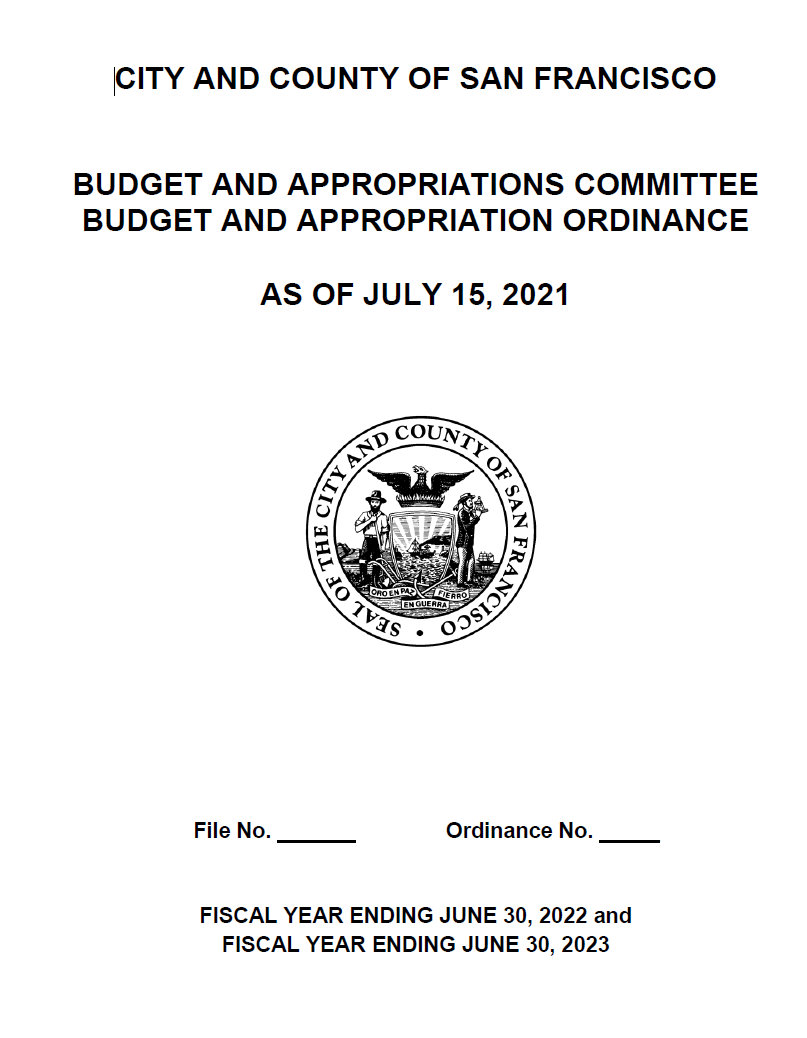 CITY AND COUNTY OF SAN FRANCISCO
BUDGET AND APPROPRIATIONS COMMITTEE
BUDGET AND APPROPRIATION ORDINANCE
AS OF JULY 15, 2021
SEAL OF THE CITY AND COUNTY OF SAN FRANCISCO
ORO EN PAZ
FIERRO
EN GUERRA
File No. ______ Ordinance No. _____
FISCAL YEAR ENDING JUNE 30, 2022 and
FISCAL YEAR ENDING JUNE 30, 2023